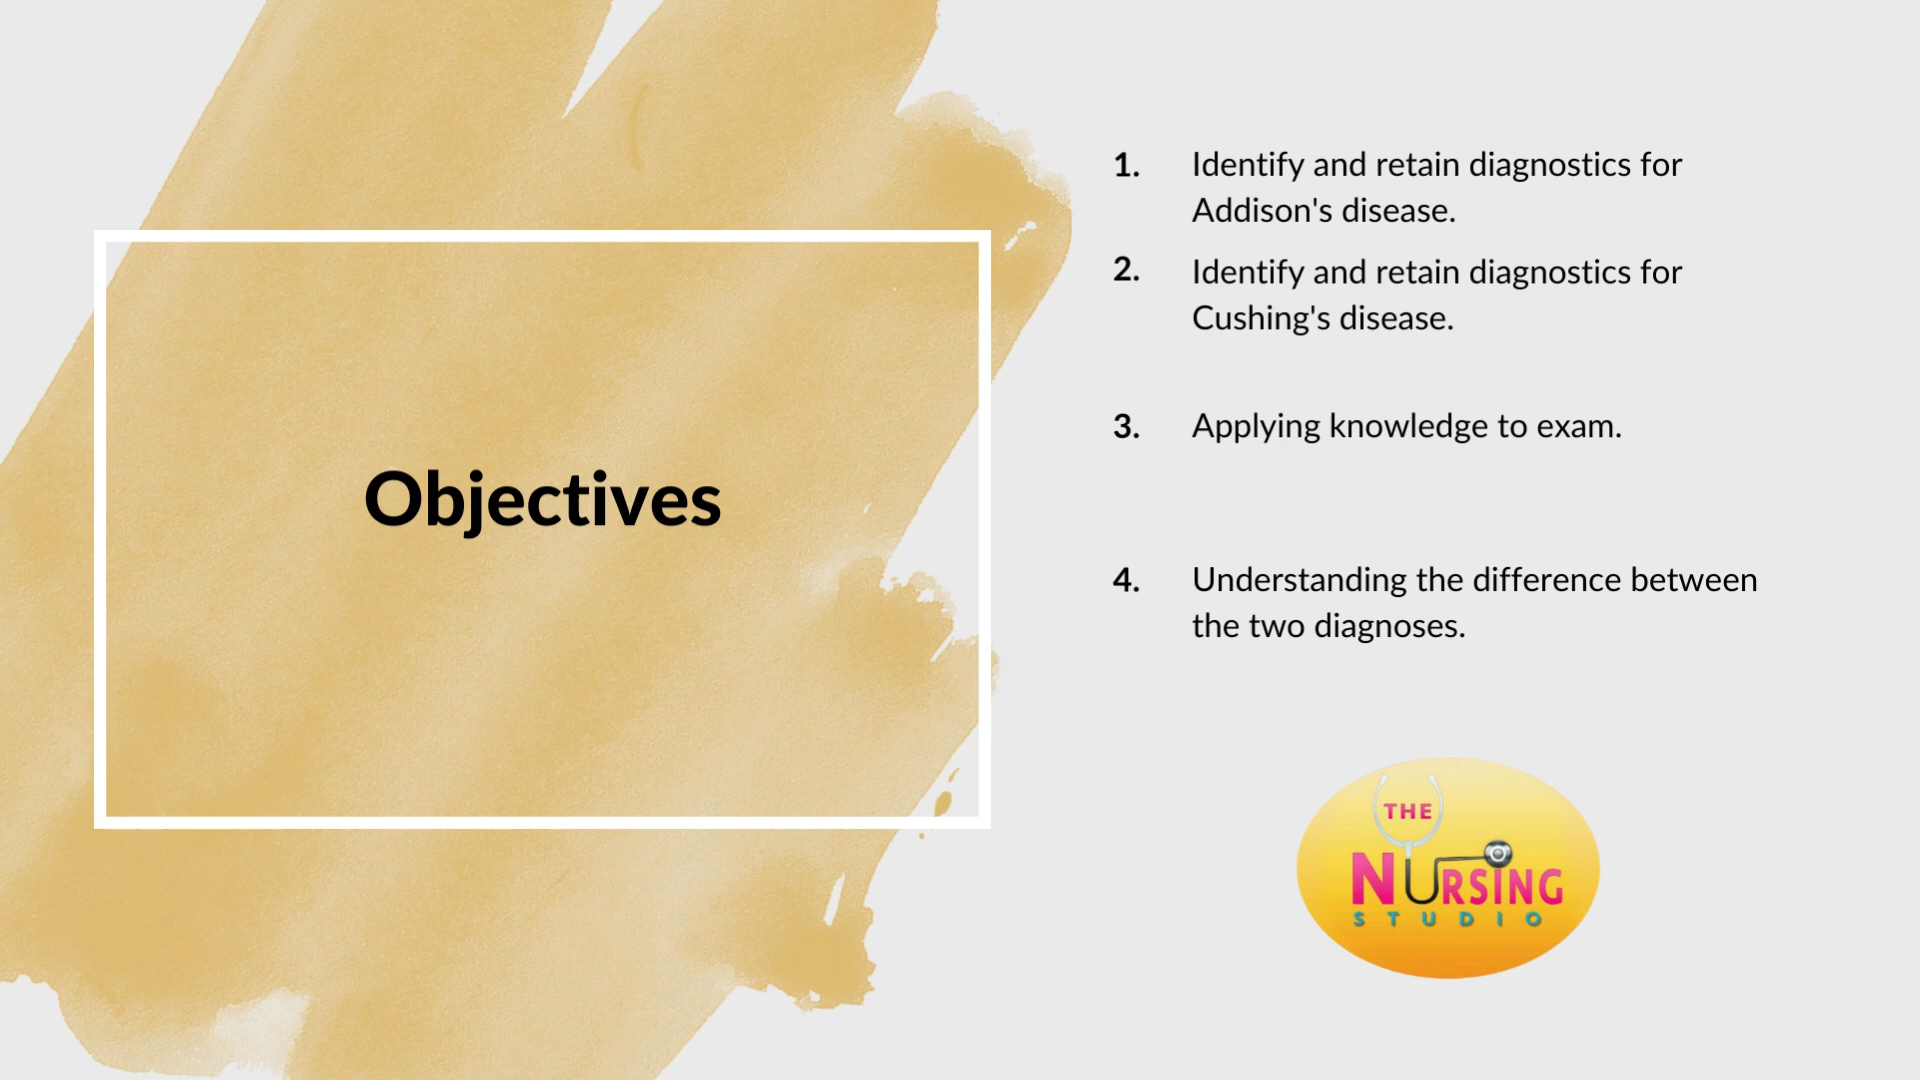 Objectives
1. Identify and retain diagnostics for
Addison's disease.
2. Identify and retain diagnostics for
Cushing's disease.
3. Applying knowledge to exam.
4. Understanding the difference between
the two diagnoses.
THE
NURSING
STUDIO